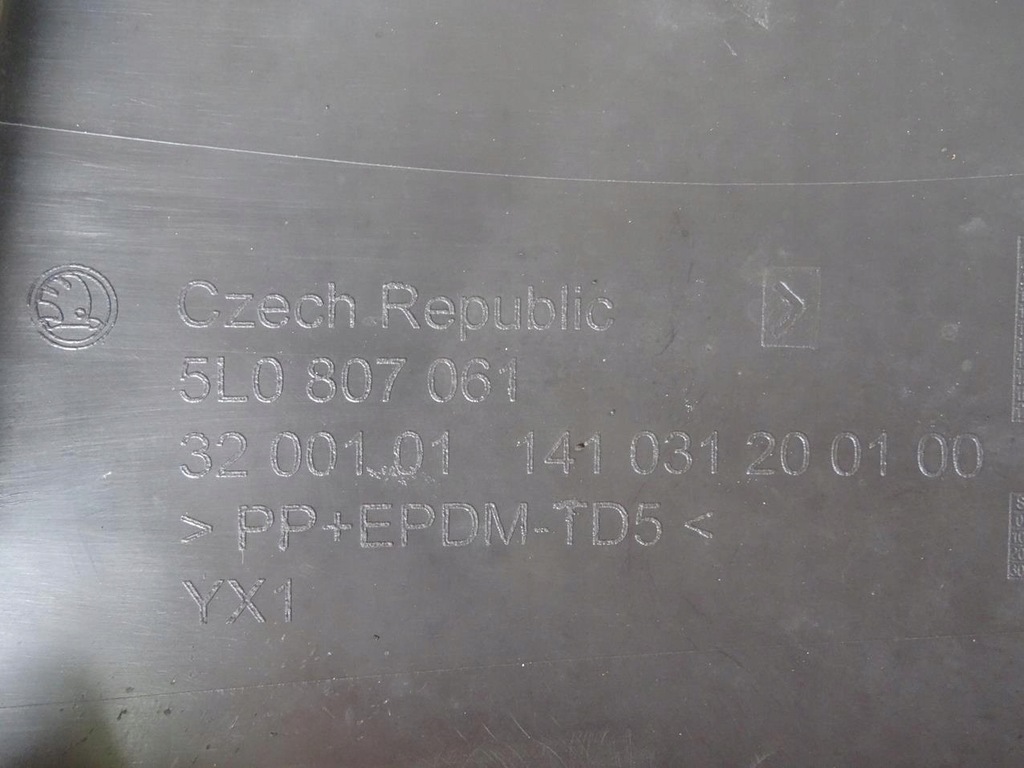 Czech Republic
5L0 807 061
32 001.01 141 031 20 01 00
> PP+EPDM-TD5 <
YX1